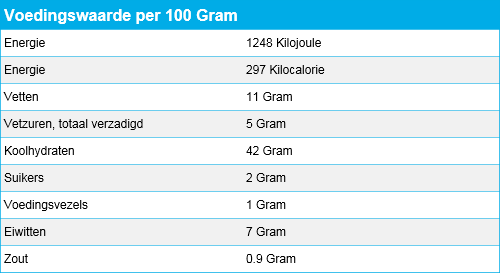 Voedingswaarde per 100 Gram
Energie 1248 Kilojoule
Energie 297 Kilocalorie
Vetten 11 Gram
Vetzuren, totaal verzadigd 5 Gram
Koolhydraten 42 Gram
Suikers 2 Gram
Voedingsvezels 1 Gram
Eiwitten 7 Gram
Zout 0.9 Gram